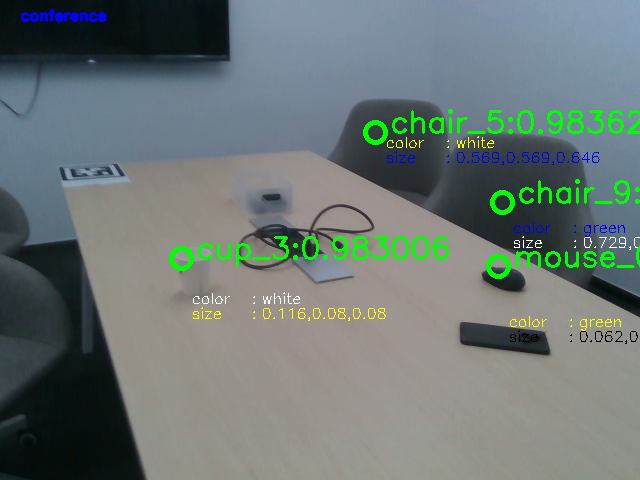 conference
chair_5:0.98362
color : white
size : 0.569,0.569,0.646
chair_9:
color : green
size : 0.729,0
cup_3:0.983006
mouse_
color : white
size : 0.116,0.08,0.08
color : green
size : 0.062,0